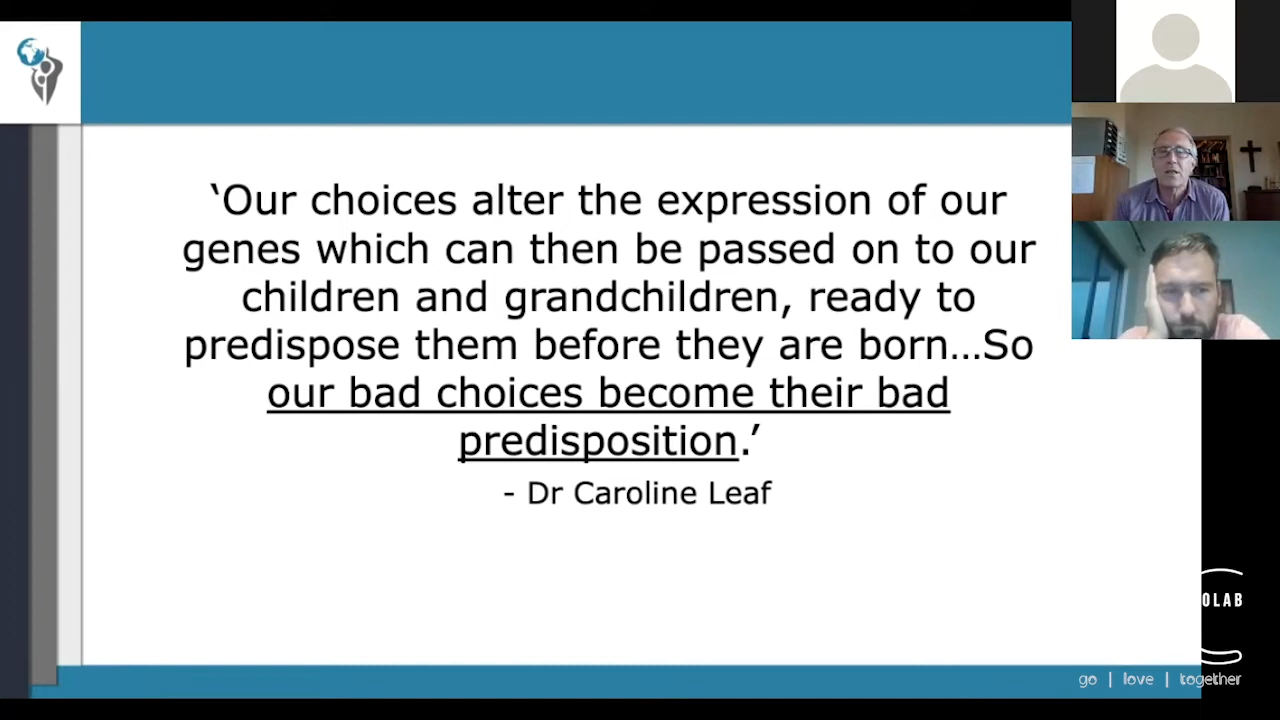 ‘Our choices alter the expression of our
genes which can then be passed on to our
children and grandchildren, ready to
predispose them before they are born…So
our bad choices become their bad
predisposition.’
- Dr Caroline Leaf
OLAB
go | love | together